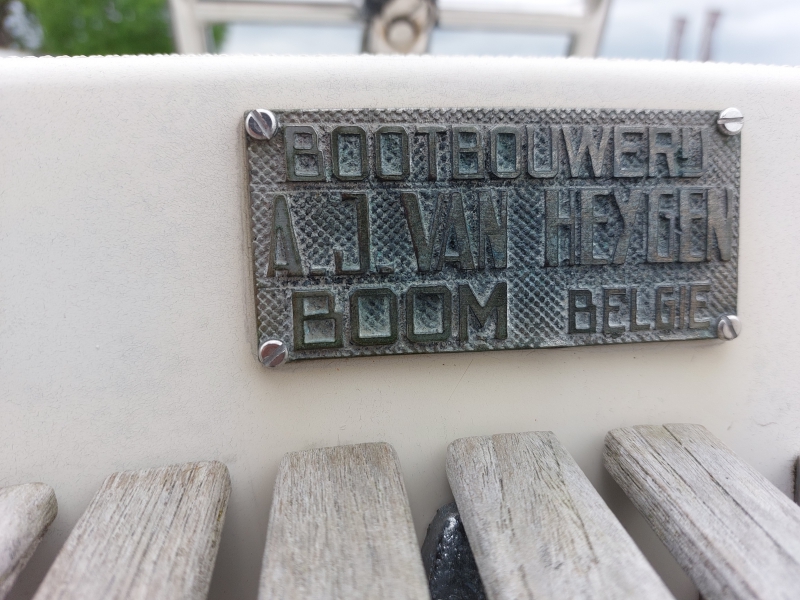 BOOTBOUWERIJ
A.J. VAN HEYGEN
BOOM BELGIE